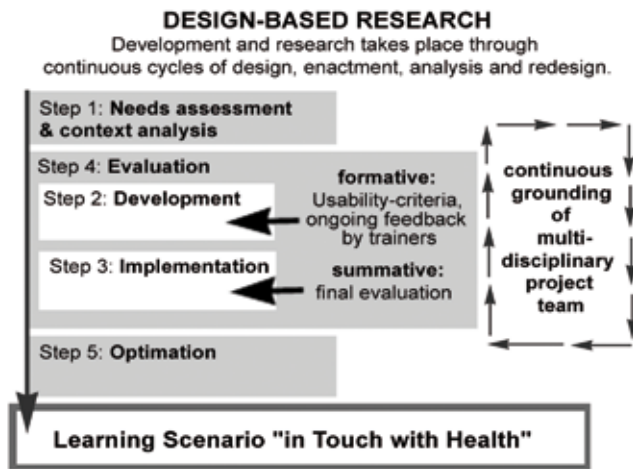 DESIGN-BASED RESEARCH
Development and research takes place through
continuous cycles of design, enactment, analysis and redesign.
Step 1: Needs assessment
& context analysis
Step 4: Evaluation
Step 2: Development
formative:
Usability-criteria,
ongoing feedback
by trainers
Step 3: Implementation
summative:
final evaluation
continuous
grounding
of
multi-
disciplinary
project
team
Step 5: Optimation
Learning Scenario "in Touch with Health"